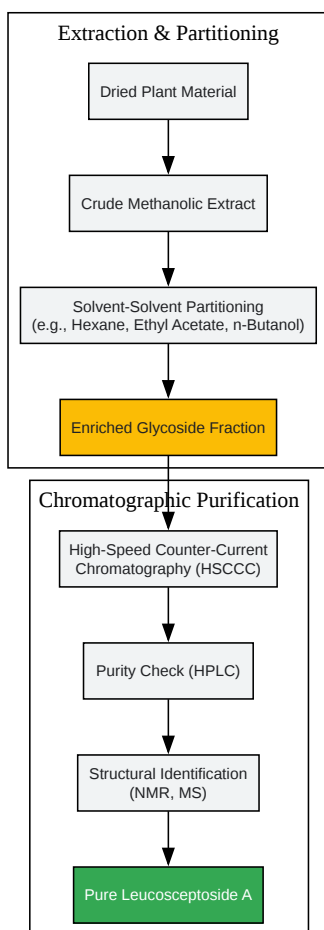 Extraction & Partitioning
Dried Plant Material
Crude Methanolic Extract
Solvent-Solvent Partitioning
(e.g., Hexane, Ethyl Acetate, n-Butanol)
Enriched Glycoside Fraction
Chromatographic Purification
High-Speed Counter-Current
Chromatography (HSCCC)
Purity Check (HPLC)
Structural Identification
(NMR, MS)
Pure Leucosceptoside A